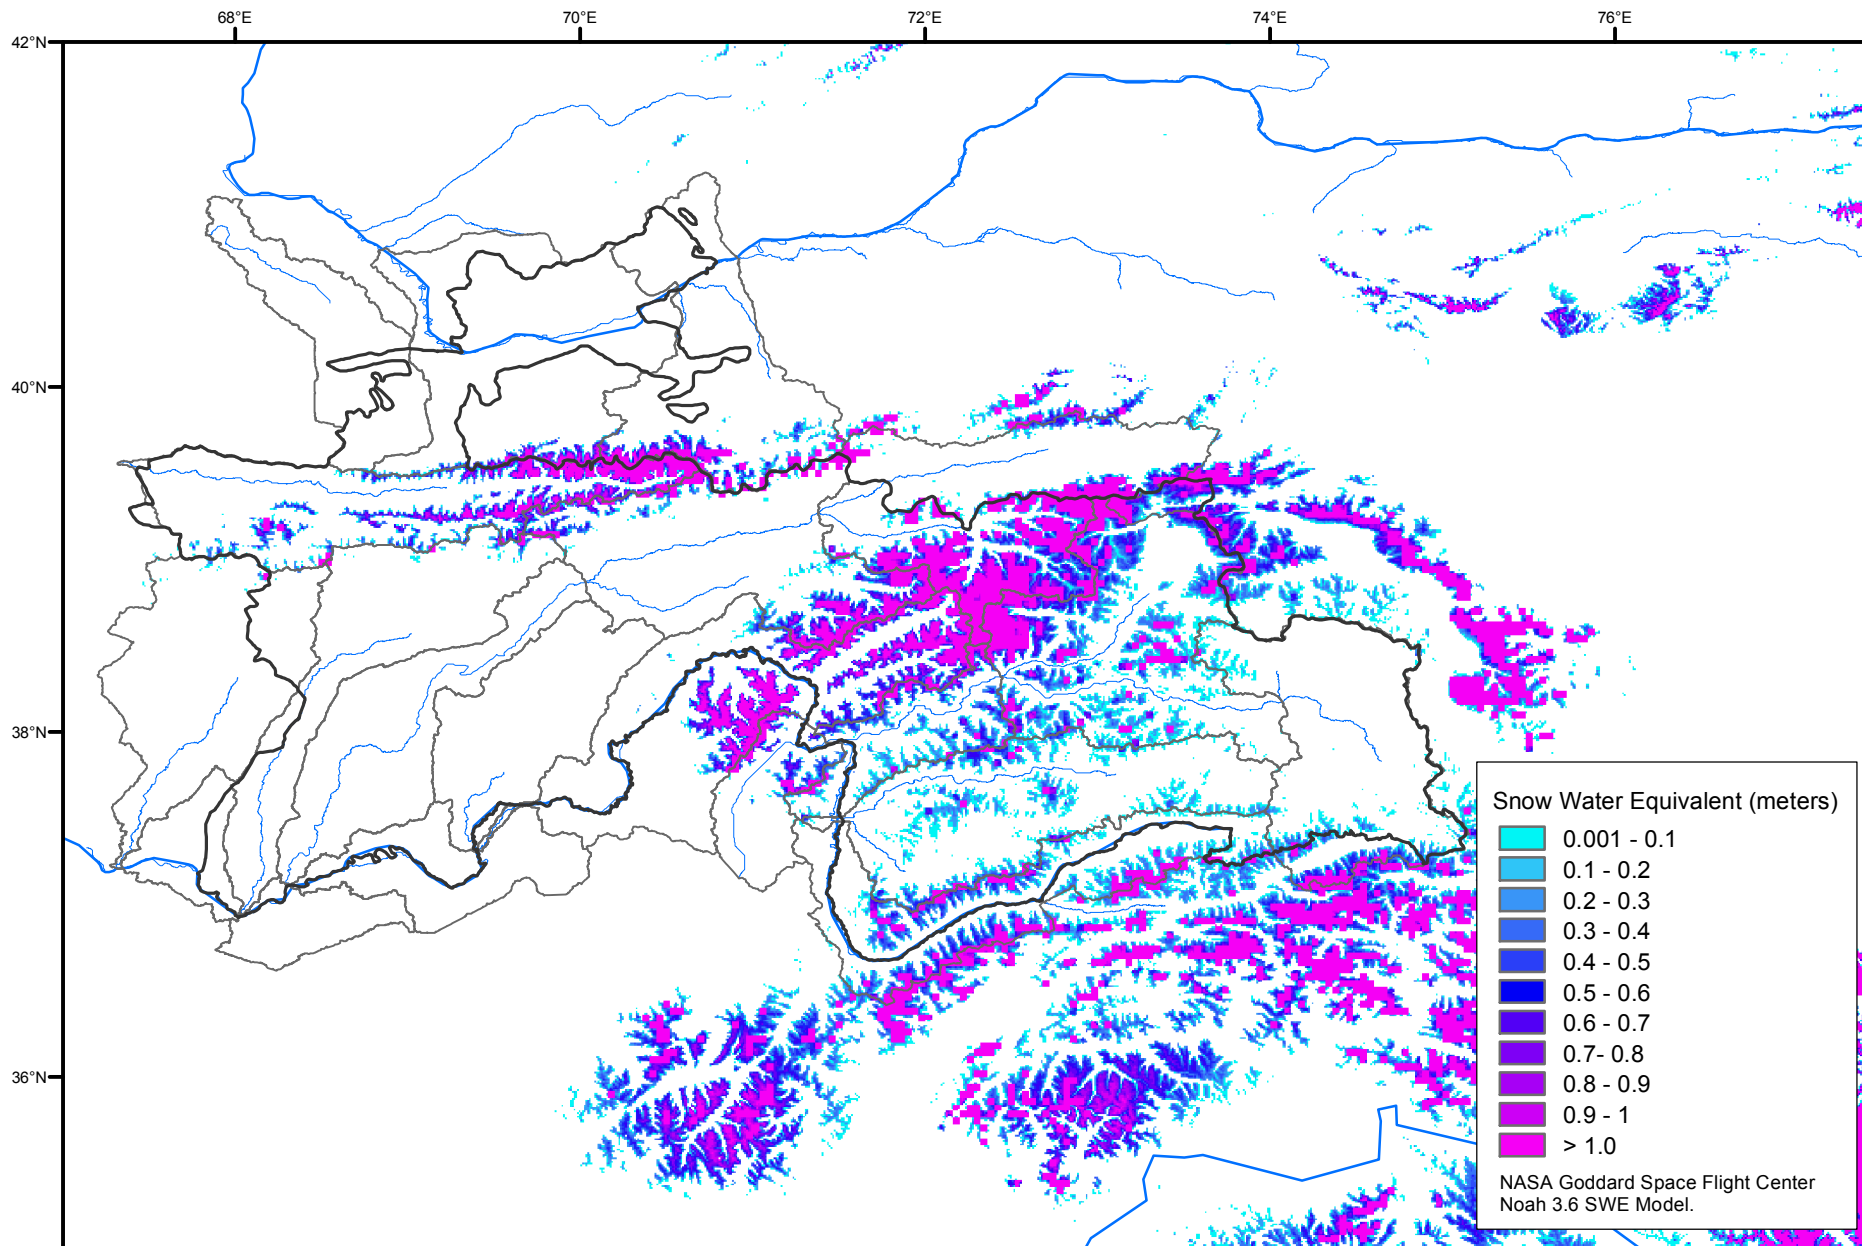 68°E 70°E 72°E 74°E 76°E
42°N
40°N
38°N
36°N
Snow Water Equivalent (meters)
0.001 - 0.1
0.1 - 0.2
0.2 - 0.3
0.3 - 0.4
0.4 - 0.5
0.5 - 0.6
0.6 - 0.7
0.7- 0.8
0.8 - 0.9
0.9 - 1
> 1.0
NASA Goddard Space Flight Center
Noah 3.6 SWE Model.